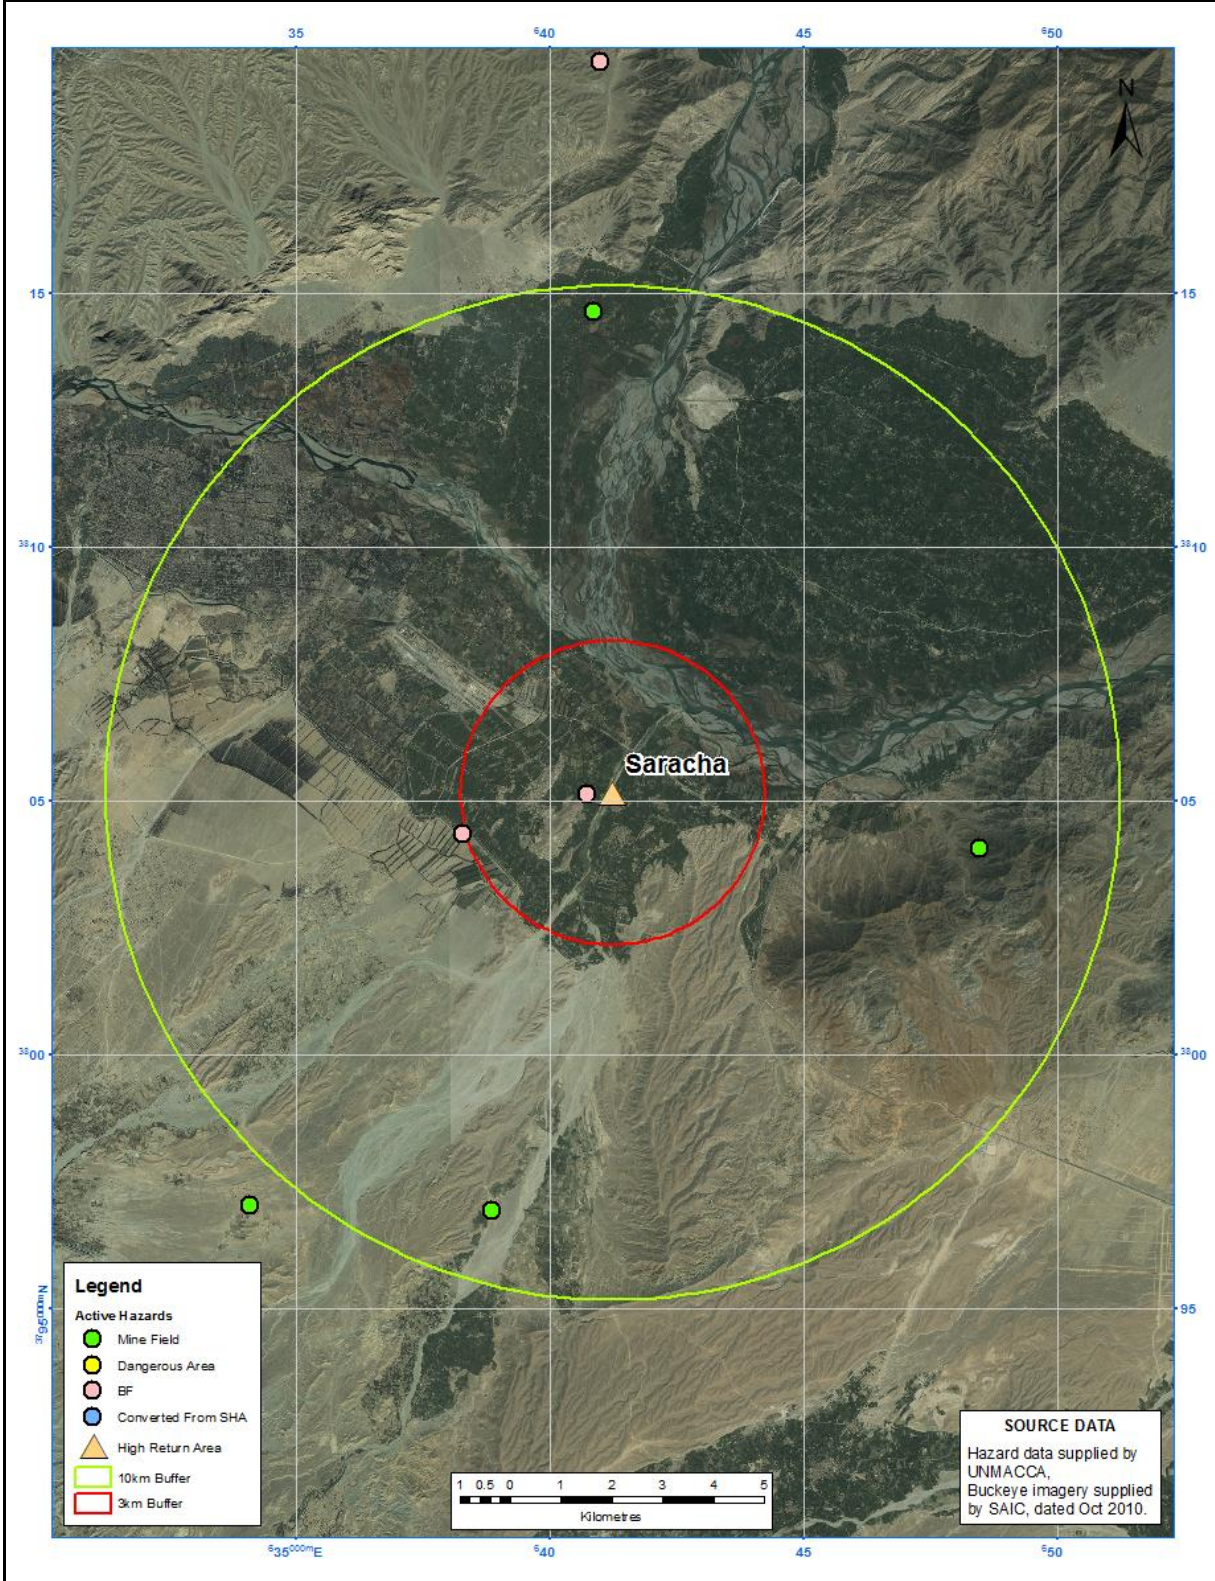 35 ⁶40 45 ⁶50
N
15 15
³⁸10 ³⁸10
Saracha
05 05
³⁸00 ³⁸00
³⁷95⁰⁰⁰ᵐN 95
Legend
Active Hazards
Mine Field
Dangerous Area
BF
Converted From SHA
High Return Area
10km Buffer
3km Buffer
1 0.5 0 1 2 3 4 5
Kilometres
SOURCE DATA
Hazard data supplied by
UNMACCA,
Buckeye imagery supplied
by SAIC, dated Oct 2010.
⁶35⁰⁰⁰ᵐE ⁶40 45 ⁶50